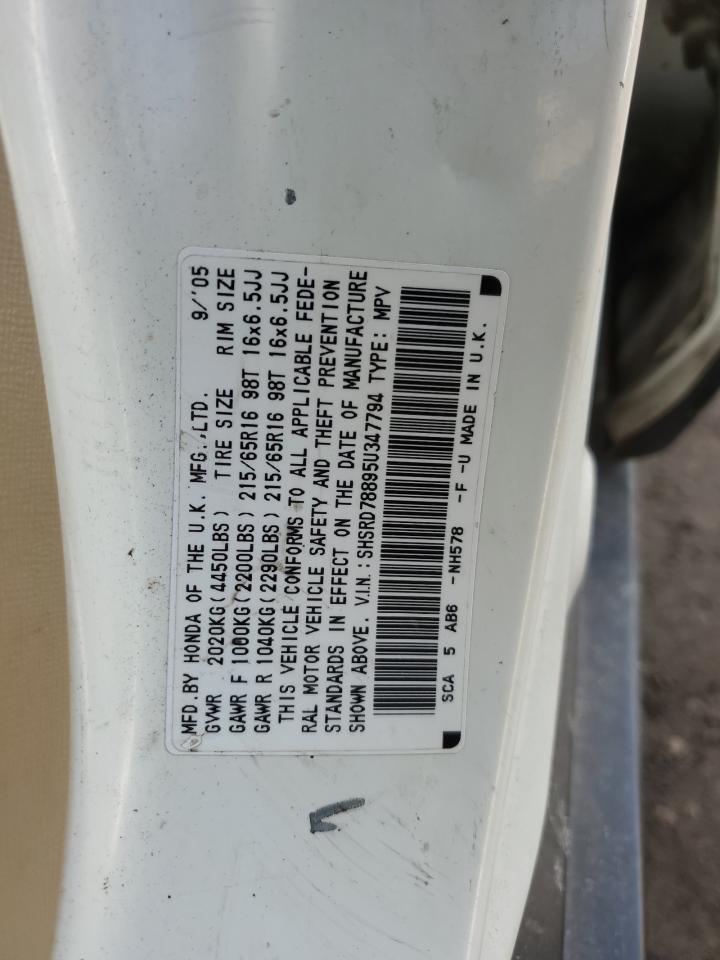 MFD.BY HONDA OF THE U.K. MFG.,LTD. 9/'05
GVWR 2020KG(4450LBS) TIRE SIZE RIM SIZE
GAWR F 1000KG(2200LBS) 215/65R16 98T 16x6.5JJ
GAWR R 1040KG(2290LBS) 215/65R16 98T 16x6.5JJ
THIS VEHICLE CONFORMS TO ALL APPLICABLE FEDE-
RAL MOTOR VEHICLE SAFETY AND THEFT PREVENTION
STANDARDS IN EFFECT ON THE DATE OF MANUFACTURE
SHOWN ABOVE. V.I.N.:SHSRD78895U347794 TYPE: MPV
SCA 5 AB6 -NH578 -F -U MADE IN U.K.